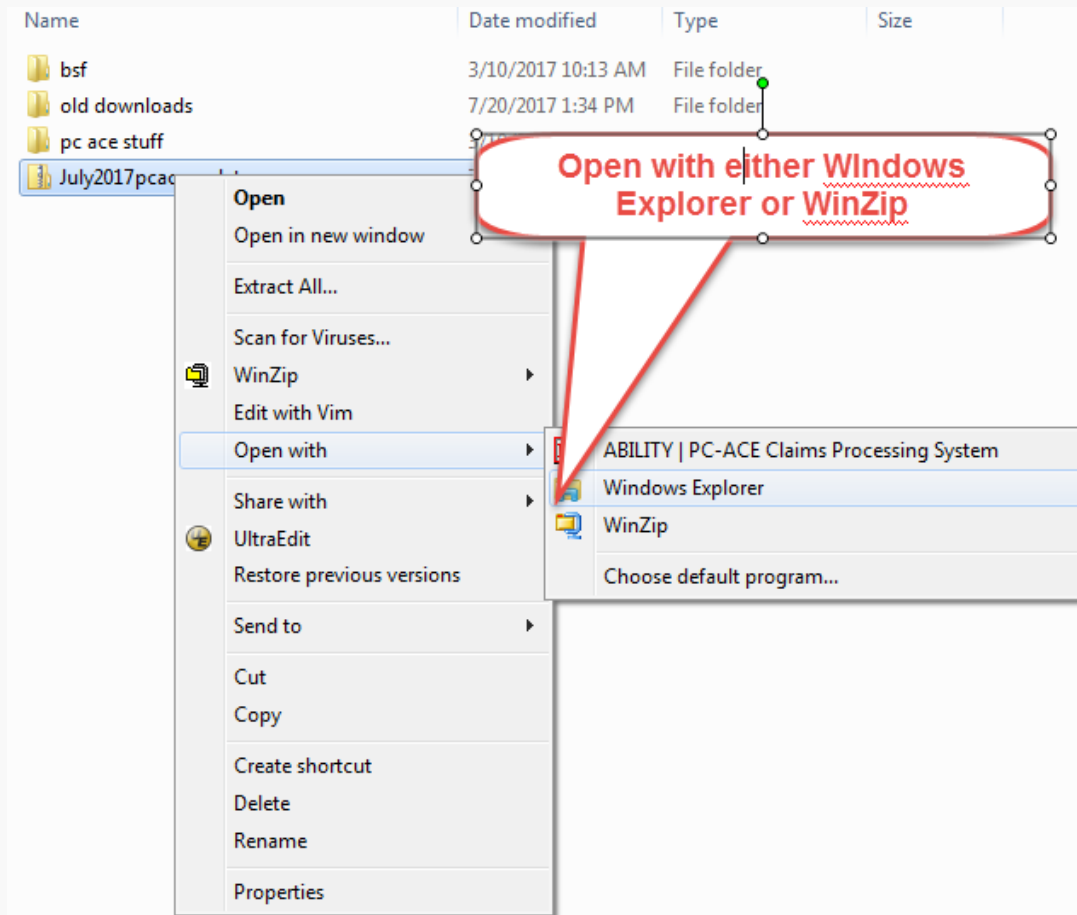 Name Date modified Type Size
bsf 3/10/2017 10:13 AM File folder
old downloads 7/20/2017 1:34 PM File folder
pc ace stuff
Open with either WIndows
Explorer or WinZip
Open
Open in new window
Extract All...
Scan for Viruses...
WinZip
Edit with Vim
Open with
Share with
UltraEdit
Restore previous versions
Send to
Cut
Copy
Create shortcut
Delete
Rename
Properties
ABILITY | PC-ACE Claims Processing System
Windows Explorer
WinZip
Choose default program...